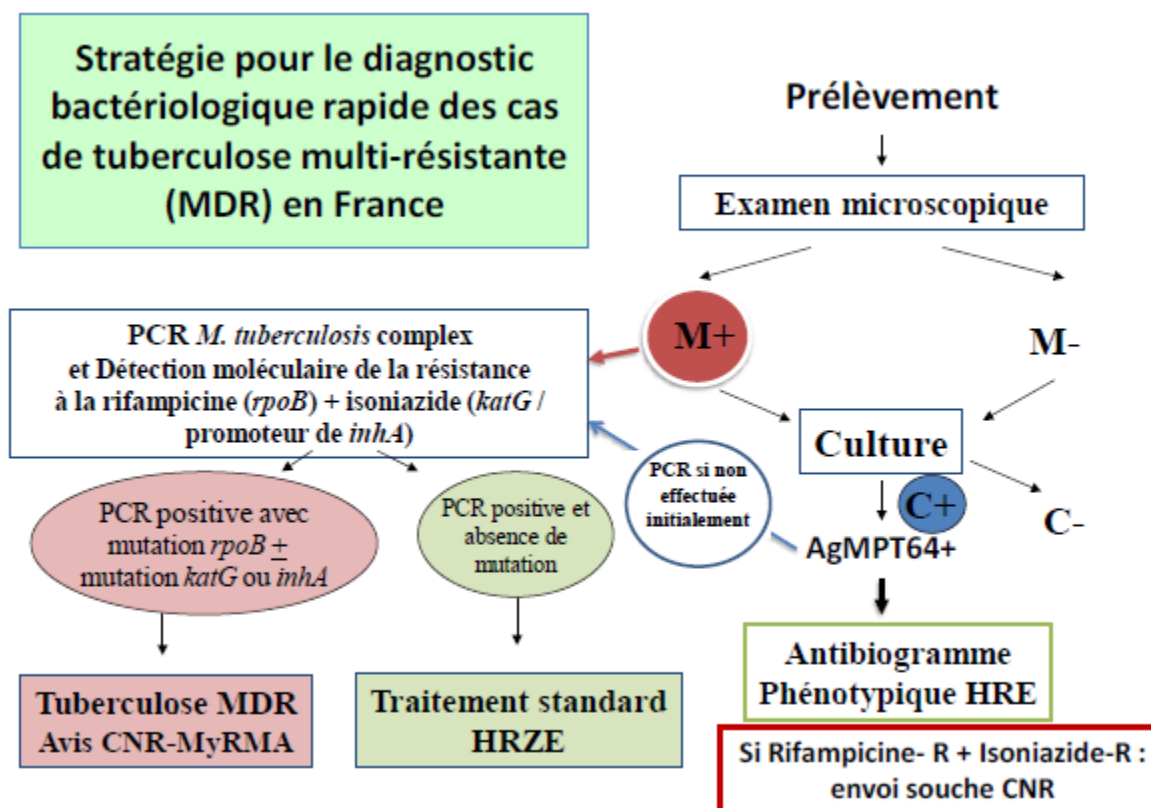 Stratégie pour le diagnostic
bactériologique rapide des cas
de tuberculose multi-résistante
(MDR) en France
Prélèvement
Examen microscopique
M+
M-
PCR M. tuberculosis complex
et Détection moléculaire de la résistance
à la rifampicine (rpoB) + isoniazide (katG /
promoteur de inhA)
Culture
C+
C-
PCR si non
effectuée
initialement
AgMPT64+
PCR positive avec
mutation rpoB ±
mutation katG ou inhA
PCR positive et
absence de
mutation
Tuberculose MDR
Avis CNR-MyRMA
Traitement standard
HRZE
Antibiogramme
Phénotypique HRE
Si Rifampicine- R + Isoniazide-R :
envoi souche CNR